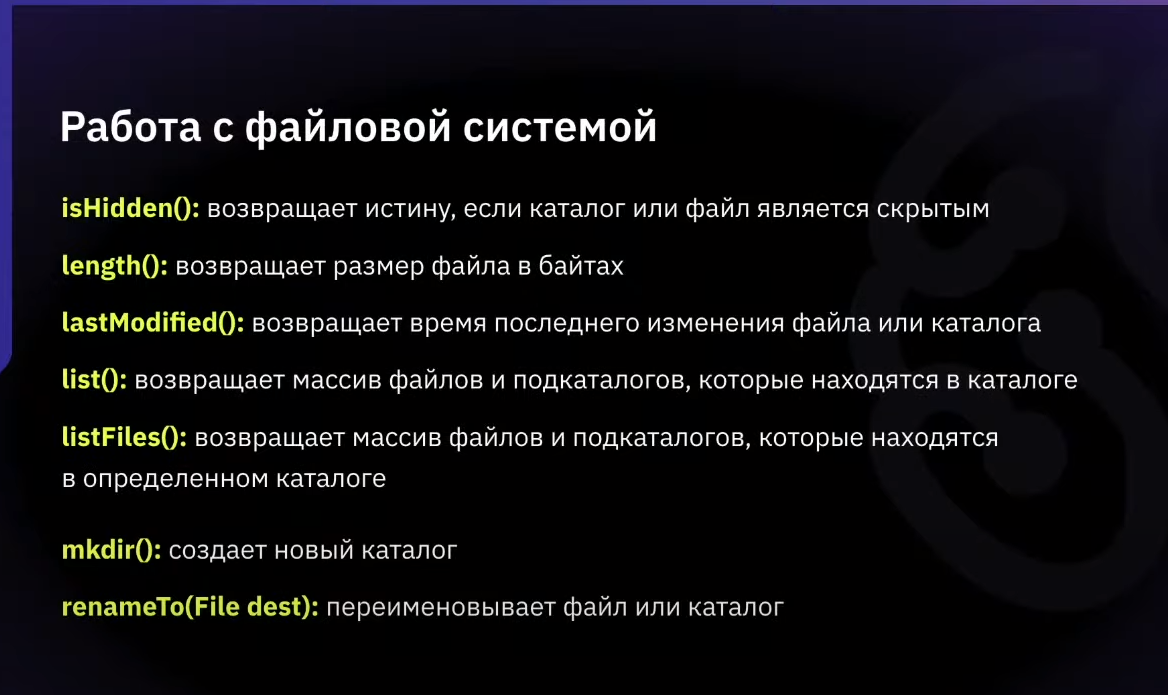 Работа с файловой системой
isHidden(): возвращает истину, если каталог или файл является скрытым
length(): возвращает размер файла в байтах
lastModified(): возвращает время последнего изменения файла или каталога
list(): возвращает массив файлов и подкаталогов, которые находятся в каталоге
listFiles(): возвращает массив файлов и подкаталогов, которые находятся
в определенном каталоге
mkdir(): создает новый каталог
renameTo(File dest): переименовывает файл или каталог